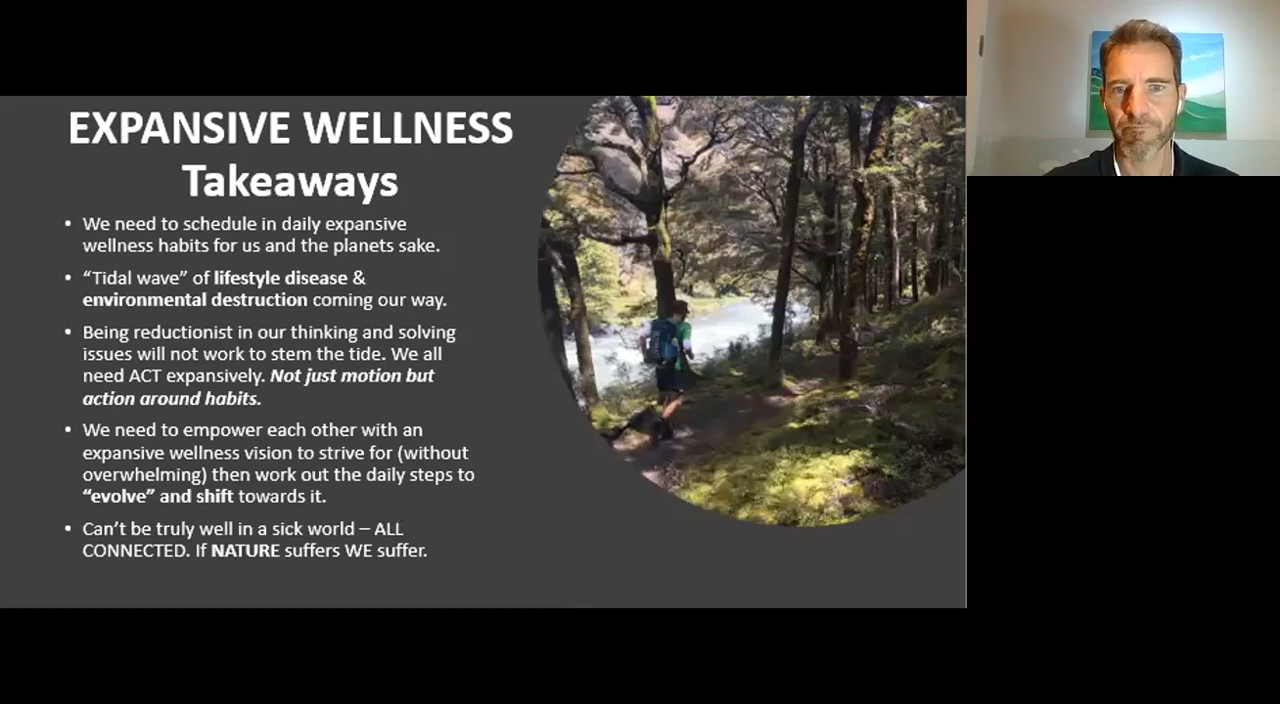 EXPANSIVE WELLNESS
Takeaways
• We need to schedule in daily expansive
wellness habits for us and the planets sake.
• “Tidal wave” of lifestyle disease &
environmental destruction coming our way.
• Being reductionist in our thinking and solving
issues will not work to stem the tide. We all
need ACT expansively. Not just motion but
action around habits.
• We need to empower each other with an
expansive wellness vision to strive for (without
overwhelming) then work out the daily steps to
“evolve” and shift towards it.
• Can’t be truly well in a sick world – ALL
CONNECTED. If NATURE suffers WE suffer.